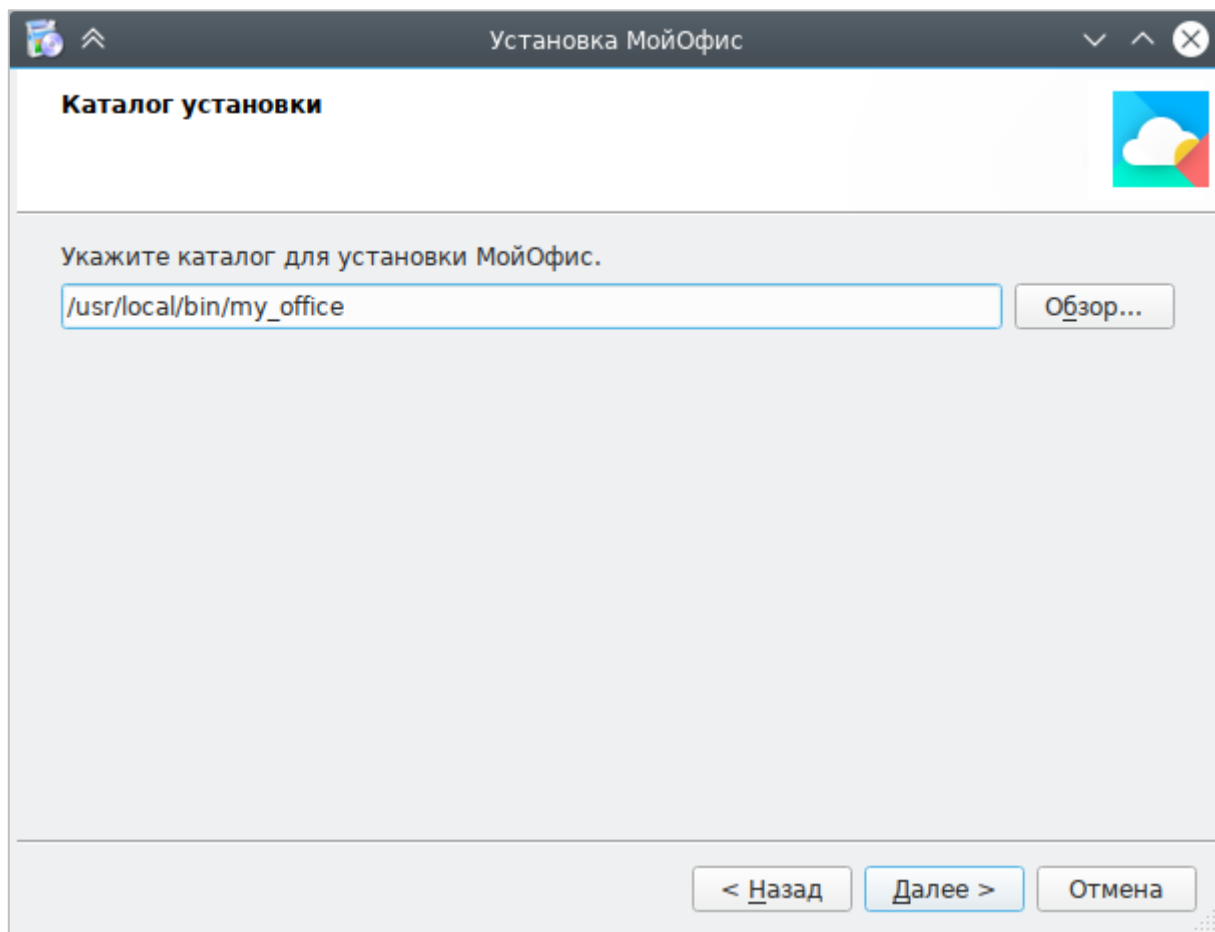 Установка МойОфис
Каталог установки
Укажите каталог для установки МойОфис.
/usr/local/bin/my_office
Обзор...
< Назад
Далее >
Отмена